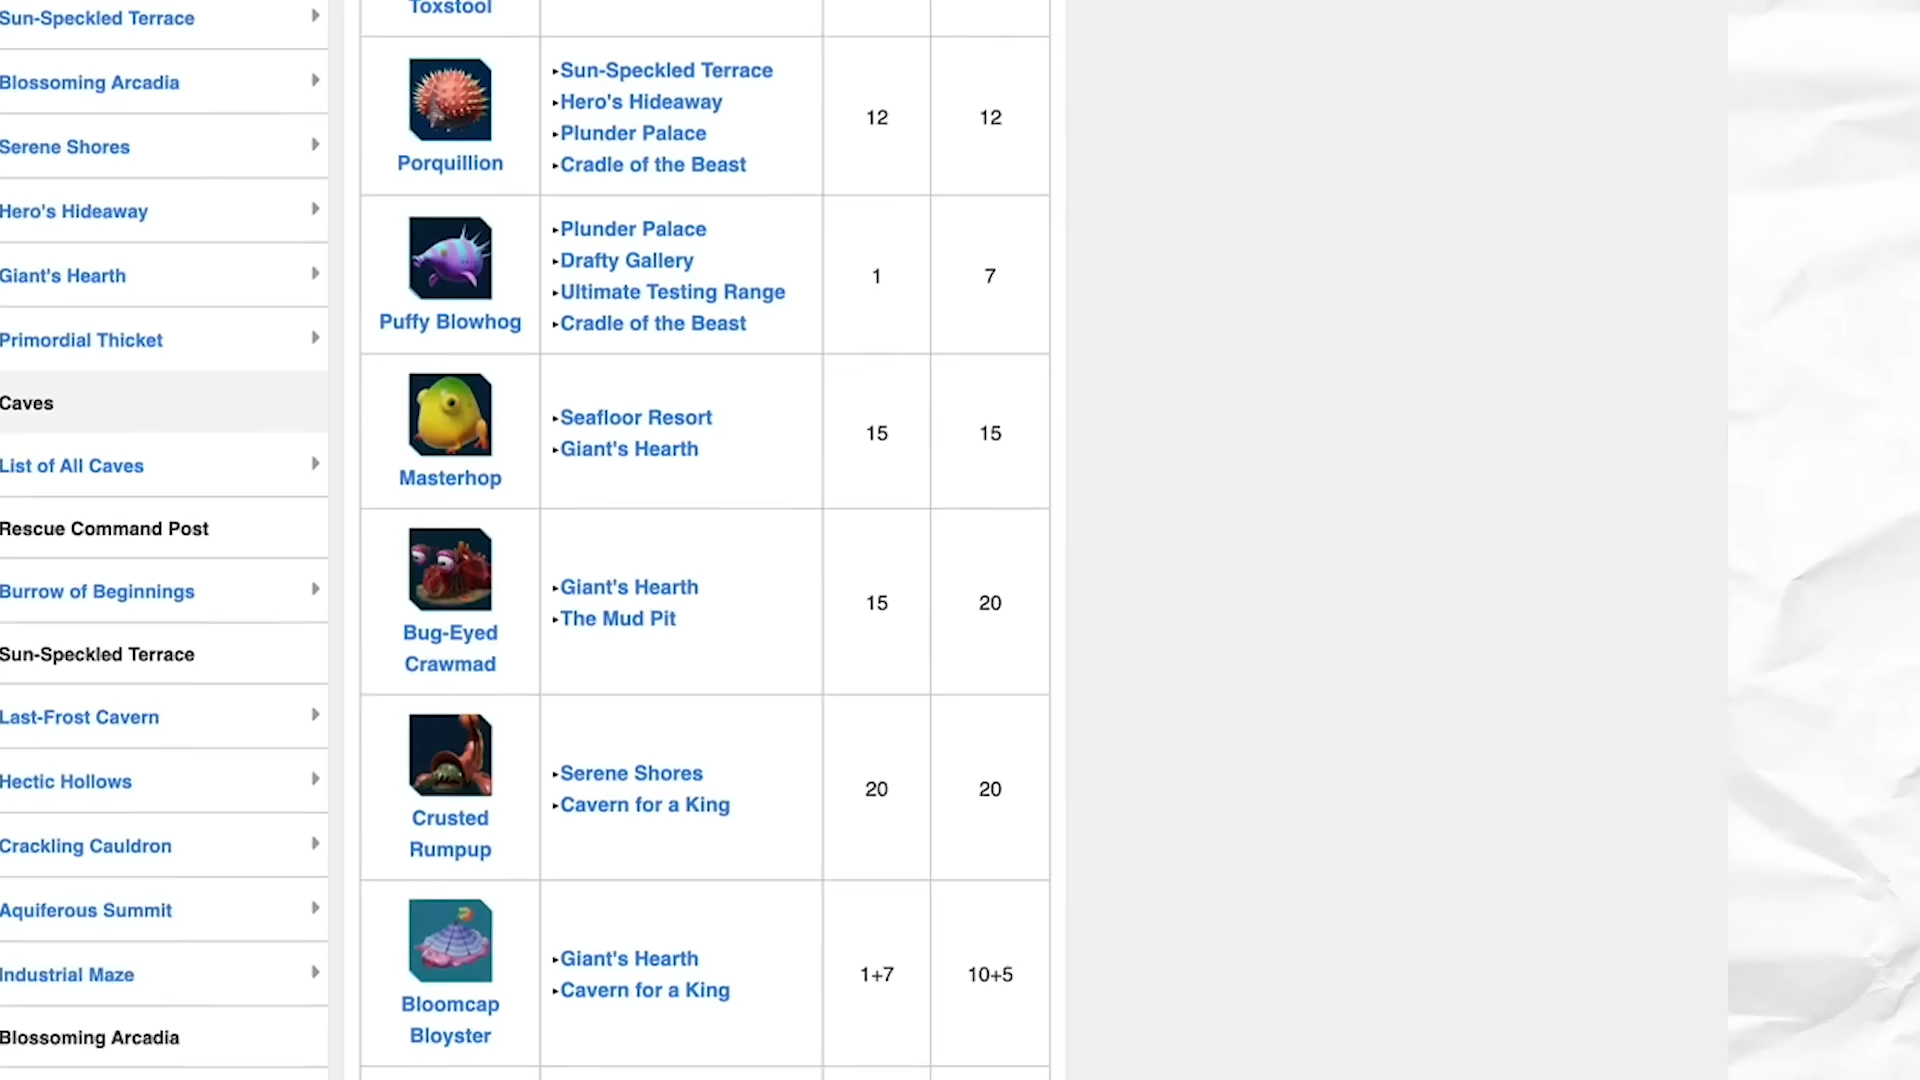 Sun-Speckled Terrace
Blossoming Arcadia
Serene Shores
Hero's Hideaway
Giant's Hearth
Primordial Thicket
Caves
List of All Caves
Rescue Command Post
Burrow of Beginnings
Sun-Speckled Terrace
Last-Frost Cavern
Hectic Hollows
Crackling Cauldron
Aquiferous Summit
Industrial Maze
Blossoming Arcadia
Toxstool
Porquillion
Sun-Speckled Terrace
Hero's Hideaway
Plunder Palace
Cradle of the Beast
12
12
Puffy Blowhog
Plunder Palace
Drafty Gallery
Ultimate Testing Range
Cradle of the Beast
1
7
Masterhop
Seafloor Resort
Giant's Hearth
15
15
Bug-Eyed
Crawmad
Giant's Hearth
The Mud Pit
15
20
Crusted
Rumpup
Serene Shores
Cavern for a King
20
20
Bloomcap
Bloyster
Giant's Hearth
Cavern for a King
1+7
10+5